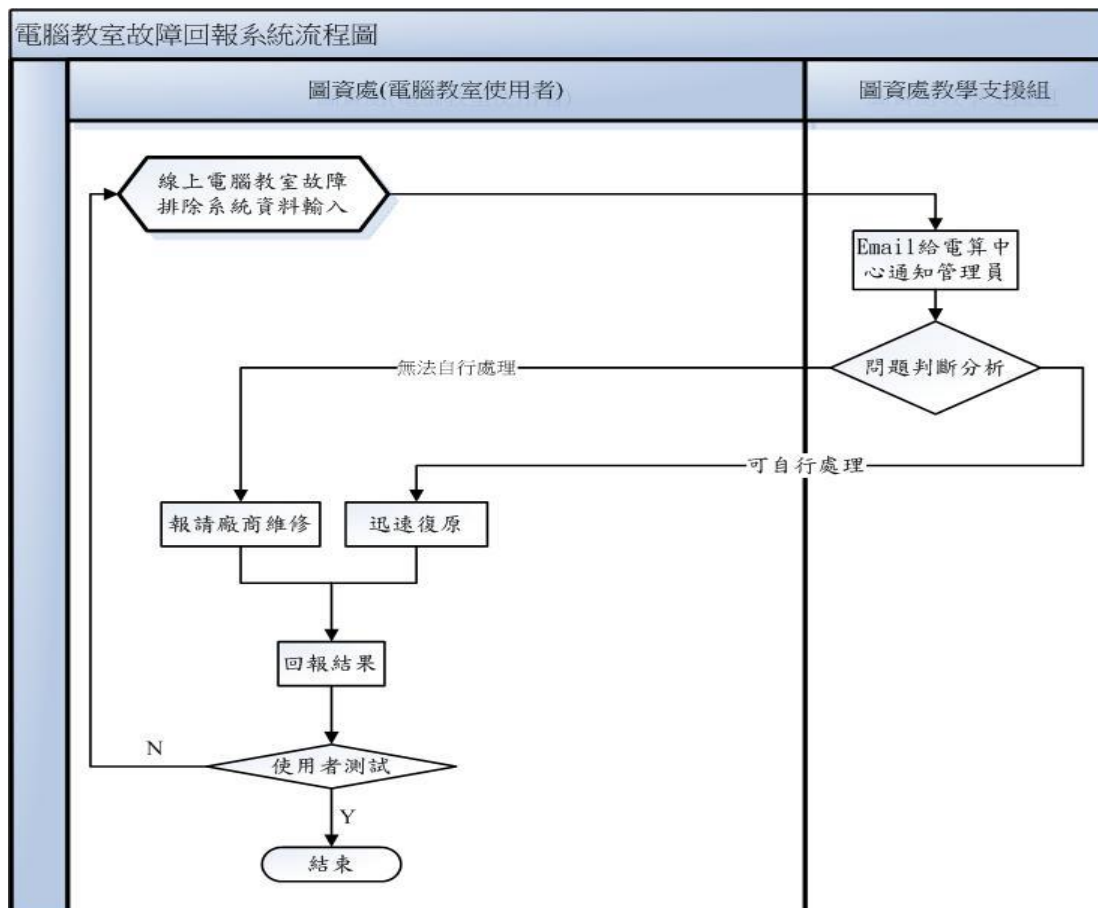 電腦教室故障回報系統流程圖
圖資處(電腦教室使用者)
圖資處教學支援組
線上電腦教室故障
排除系統資料輸入
Email給電算中
心通知管理員
問題判斷分析
無法自行處理
可自行處理
報請廠商維修
迅速復原
回報結果
使用者測試
N
Y
結束